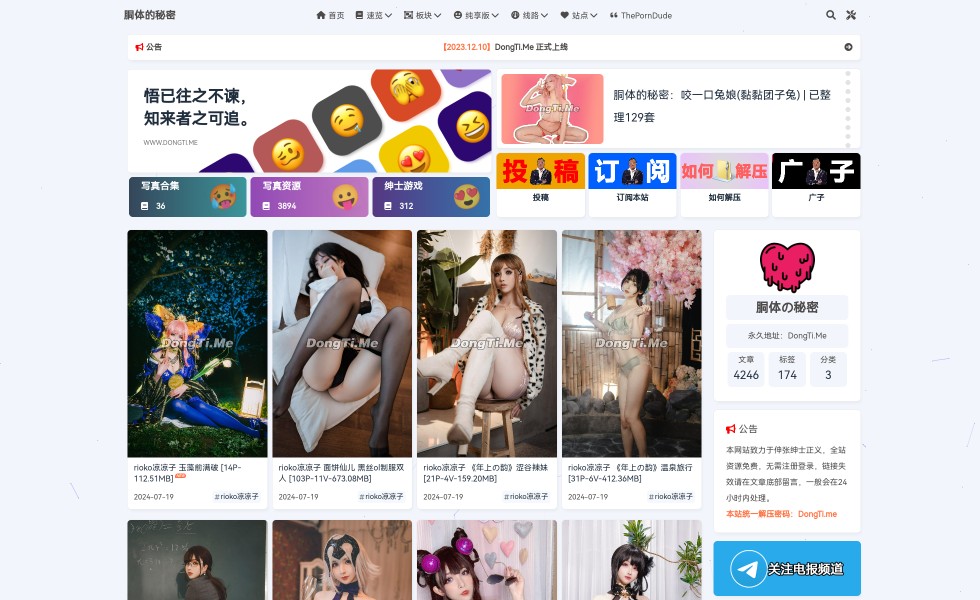 胴体的秘密
首页
速览
板块
纯享版
线路
站点
ThePornDude
公告
【2023.12.10】DongTi.Me 正式上线
悟已往之不谏，
知来者之可追。
WWW.DONGTI.ME
DongTi.Me
胴体的秘密：咬一口兔娘(黏黏团子兔) | 已整
理129套
写真合集
36
写真资源
3894
绅士游戏
312
投稿
订阅
如何解压
广子
投稿
订阅本站
如何解压
广子
DongTi.Me
DongTi.Me
DongTi.Me
DongTi.Me
rioko凉凉子 玉藻前满破 [14P-
112.51MB]
2024-07-19
#rioko凉凉子
rioko凉凉子 面饼仙儿 黑丝ol制服双
人 [103P-11V-673.08MB]
2024-07-19
#rioko凉凉子
rioko凉凉子 《年上の韵》涩谷辣妹
[21P-4V-159.20MB]
2024-07-19
#rioko凉凉子
rioko凉凉子 《年上の韵》温泉旅行
[31P-6V-412.36MB]
2024-07-19
#rioko凉凉子
胴体の秘密
永久地址：DongTi.Me
文章
4246
标签
174
分类
3
公告
本网站致力于伸张绅士正义，全站
资源免费，无需注册登录，链接失
效请在文章底部留言，一般会在24
小时内处理。
本站统一解压密码：DongTi.me
关注电报频道